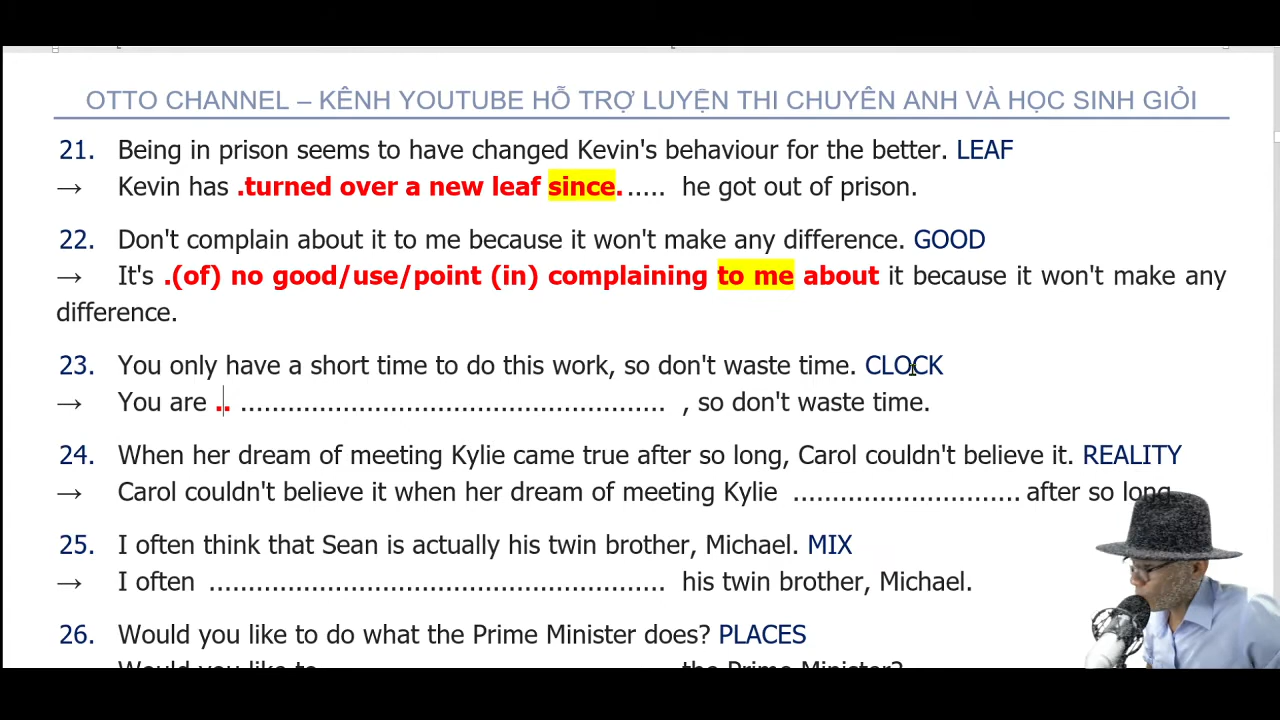 OTTO CHANNEL – KÊNH YOUTUBE HỖ TRỢ LUYỆN THI CHUYÊN ANH VÀ HỌC SINH GIỎI
21. Being in prison seems to have changed Kevin's behaviour for the better. LEAF
→ Kevin has .turned over a new leaf since...... he got out of prison.
22. Don't complain about it to me because it won't make any difference. GOOD
→ It's .(of) no good/use/point (in) complaining to me about it because it won't make any
difference.
23. You only have a short time to do this work, so don't waste time. CLOCK
→ You are .. ...................................................... , so don't waste time.
24. When her dream of meeting Kylie came true after so long, Carol couldn't believe it. REALITY
→ Carol couldn't believe it when her dream of meeting Kylie ............................. after so long
25. I often think that Sean is actually his twin brother, Michael. MIX
→ I often .......................................................... his twin brother, Michael.
26. Would you like to do what the Prime Minister does? PLACES
Would you like to the Prime Minister?